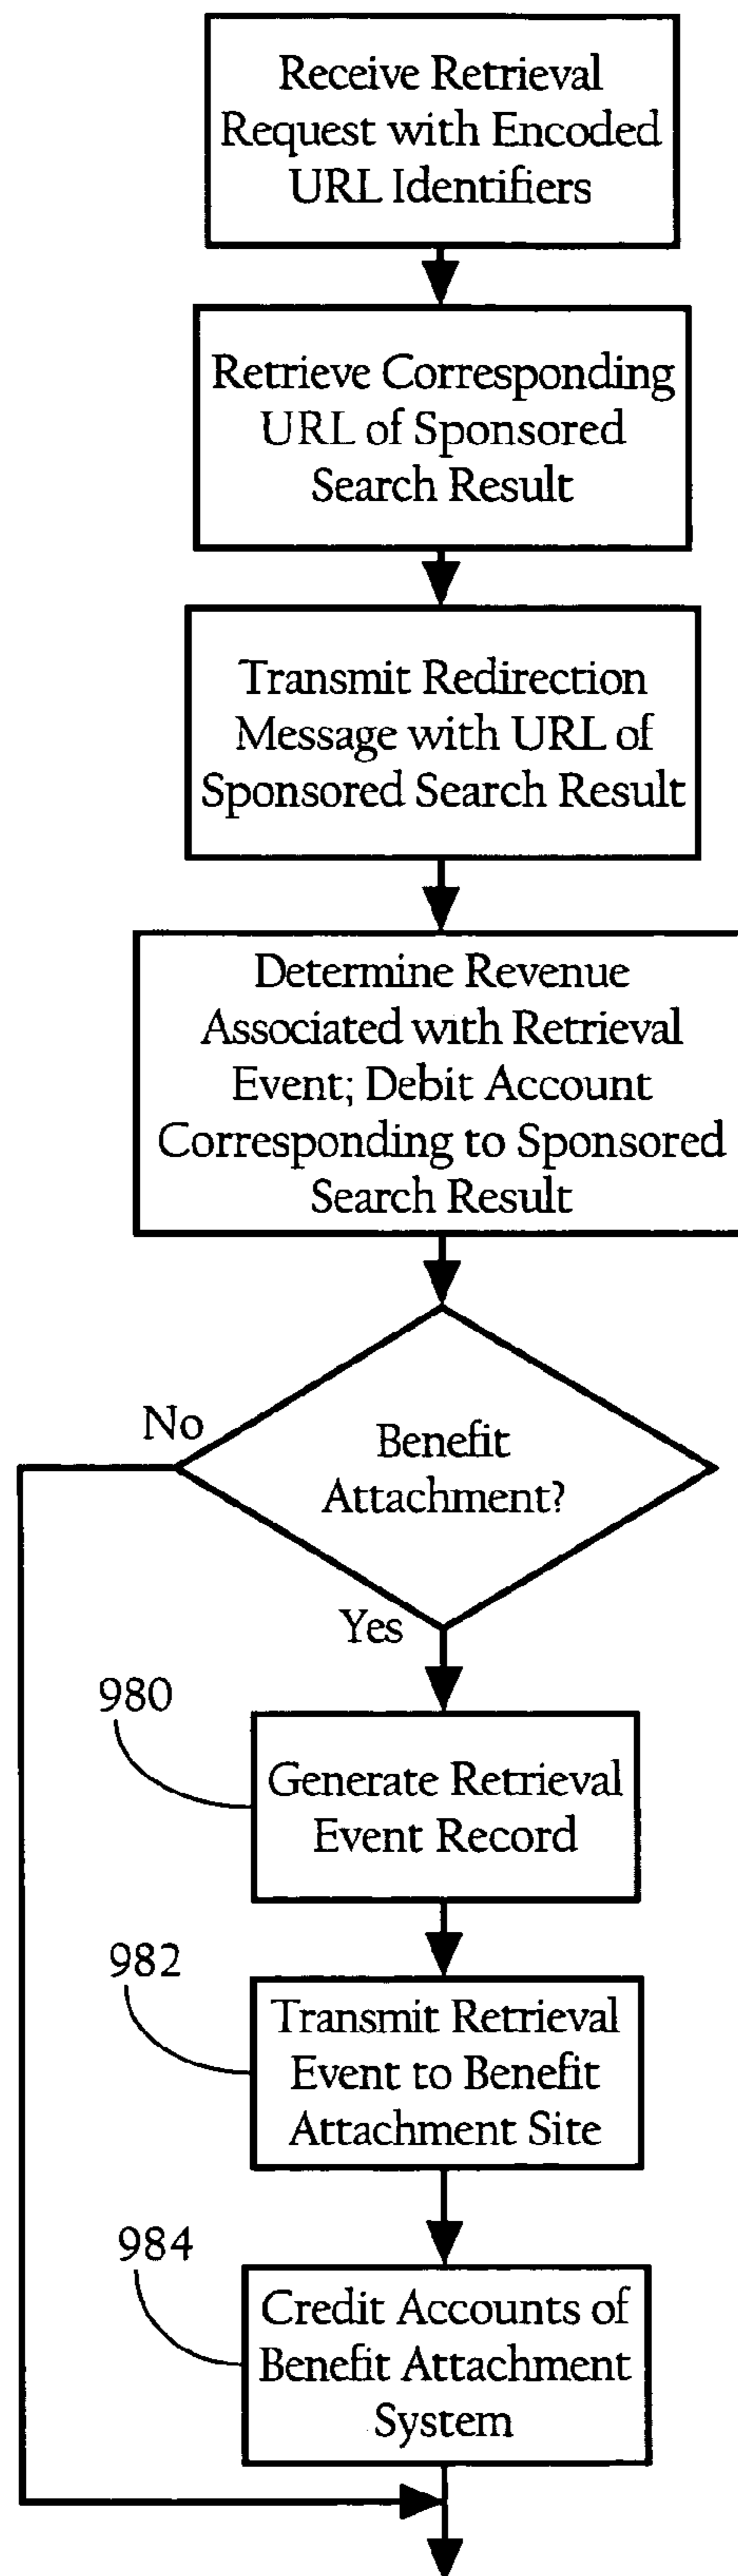 Receive Retrieval
Request with Encoded
URL Identifiers
Retrieve Corresponding
URL of Sponsored
Search Result
Transmit Redirection
Message with URL of
Sponsored Search Result
Determine Revenue
Associated with Retrieval
Event; Debit Account
Corresponding to Sponsored
Search Result
No
Benefit
Attachment?
Yes
980
Generate Retrieval
Event Record
982
Transmit Retrieval
Event to Benefit
Attachment Site
984
Credit Accounts of
Benefit Attachment
System